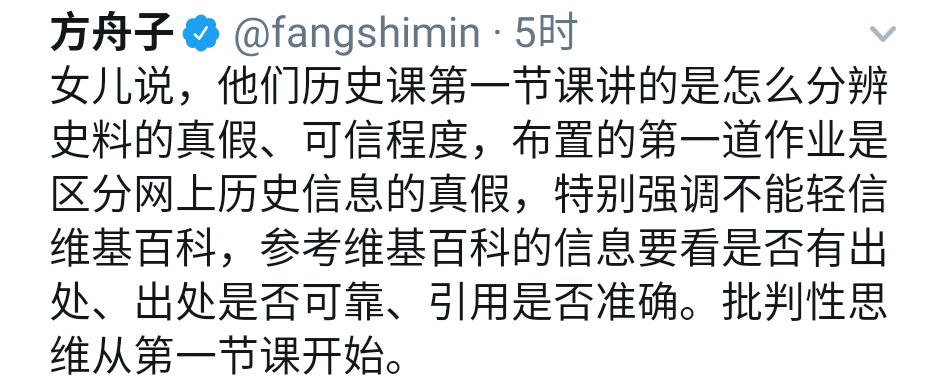 方舟子 @fangshimin · 5时
女儿说，他们历史课第一节课讲的是怎么分辨
史料的真假、可信程度，布置的第一道作业是
区分网上历史信息的真假，特别强调不能轻信
维基百科，参考维基百科的信息要看是否有出
处、出处是否可靠、引用是否准确。批判性思
维从第一节课开始。